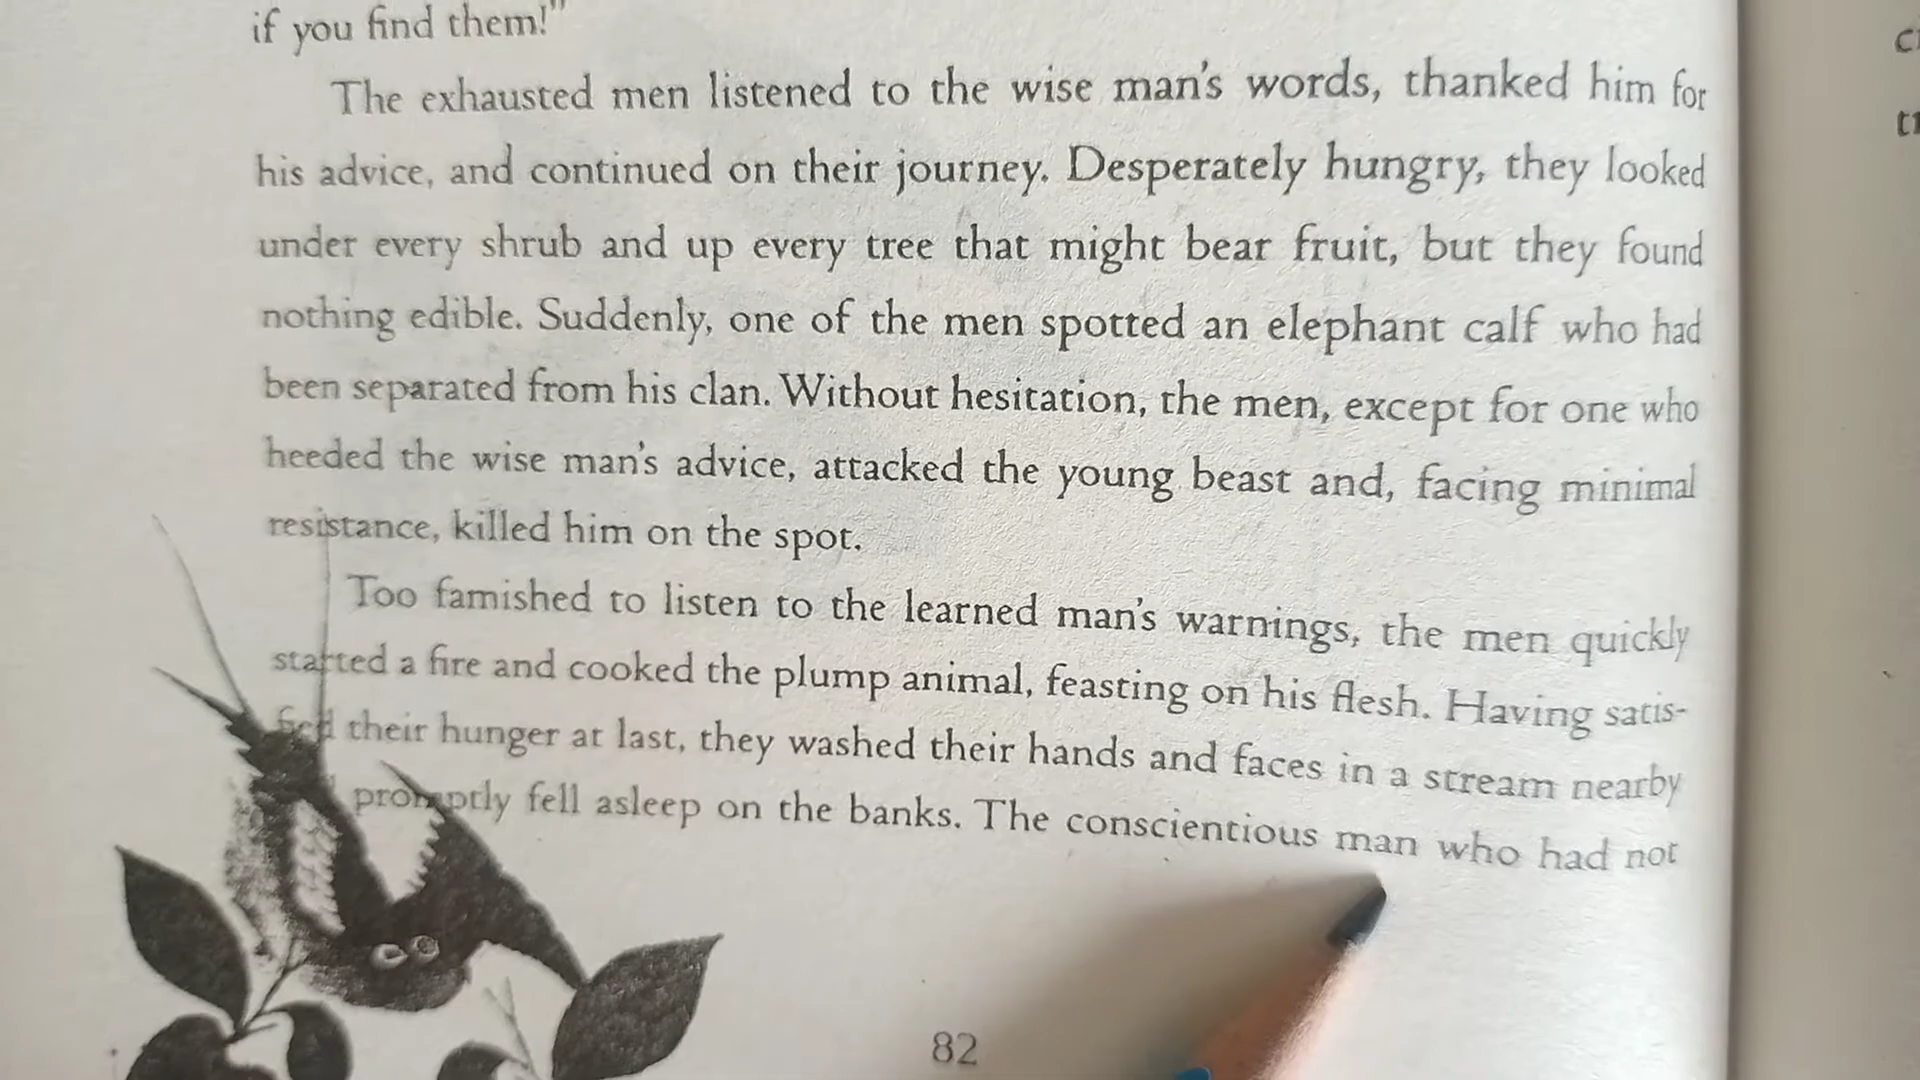 if you find them!"
The exhausted men listened to the wise man's words, thanked him for
his advice, and continued on their journey. Desperately hungry, they looked
under every shrub and up every tree that might bear fruit, but they found
nothing edible. Suddenly, one of the men spotted an elephant calf who had
been separated from his clan. Without hesitation, the men, except for one who
heeded the wise man's advice, attacked the young beast and, facing minimal
resistance, killed him on the spot.
Too famished to listen to the learned man's warnings, the men quickly
started a fire and cooked the plump animal, feasting on his flesh. Having satis-
fied their hunger at last, they washed their hands and faces in a stream nearby
promptly fell asleep on the banks. The conscientious man who had not
82